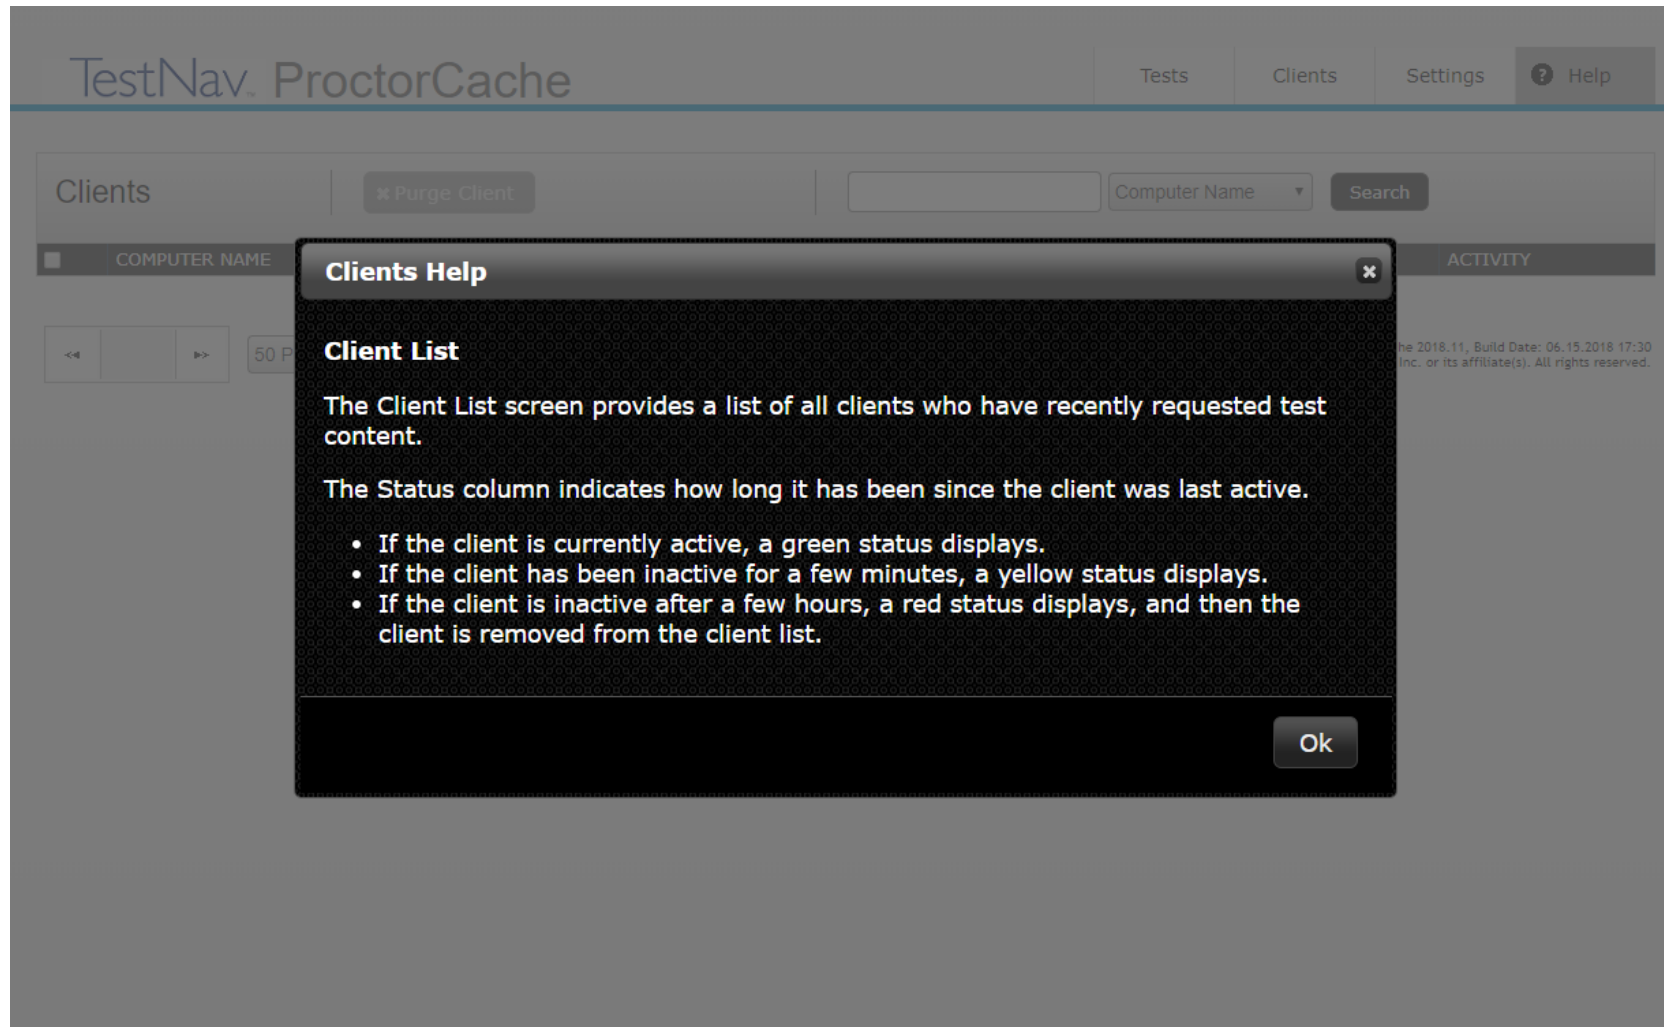 TestNav™ ProctorCache
Tests
Clients
Settings
? Help
Clients
Purge Client
Computer Name
Search
COMPUTER NAME
ACTIVITY
Clients Help
Client List
The Client List screen provides a list of all clients who have recently requested test
content.
The Status column indicates how long it has been since the client was last active.
• If the client is currently active, a green status displays.
• If the client has been inactive for a few minutes, a yellow status displays.
• If the client is inactive after a few hours, a red status displays, and then the
client is removed from the client list.
Ok
50 P
he 2018.11, Build Date: 06.15.2018 17:30
Inc. or its affiliate(s). All rights reserved.